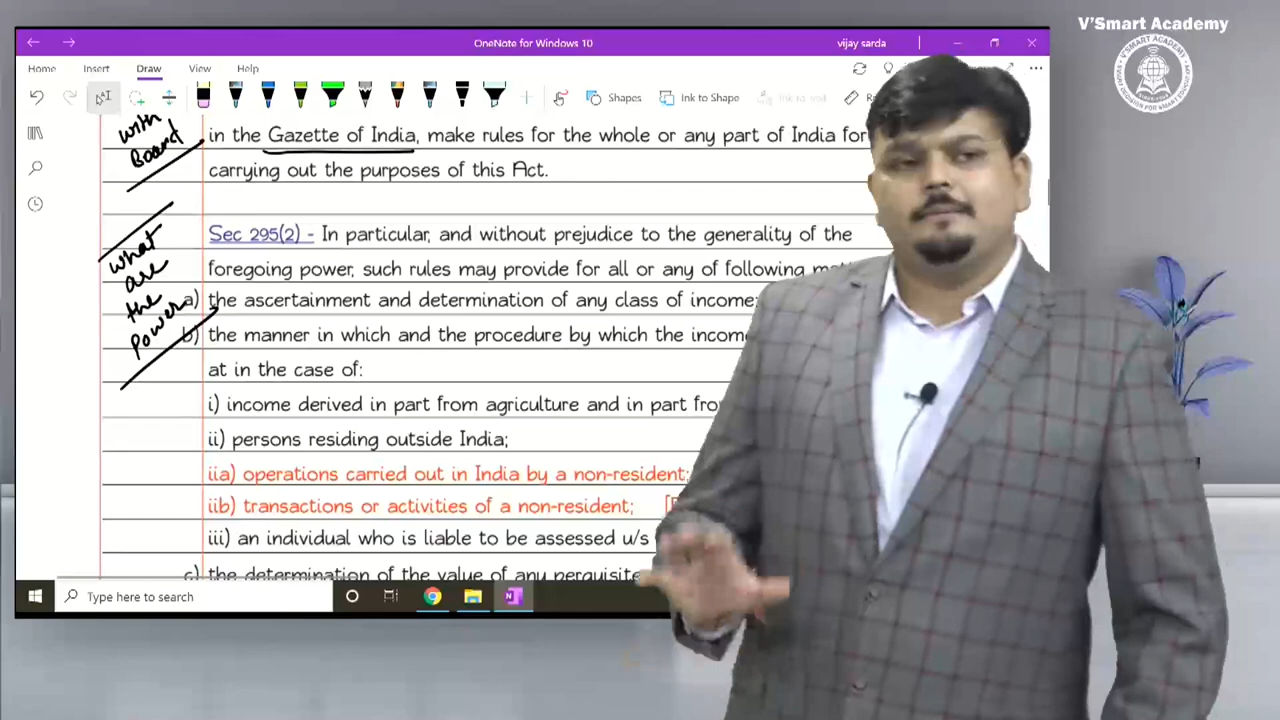 V'Smart Academy
OneNote for Windows 10
vijay sarda
Home Insert Draw View Help
Shapes
Ink to Shape
with
Board
in the Gazette of India, make rules for the whole or any part of India for
carrying out the purposes of this Act.
what
are
the
Power
Sec 295(2) - In particular, and without prejudice to the generality of the
foregoing power, such rules may provide for all or any of following
a) the ascertainment and determination of any class of income;
b) the manner in which and the procedure by which the income
at in the case of:
i) income derived in part from agriculture and in part
ii) persons residing outside India;
iia) operations carried out in India by a non-resident;
iib) transactions or activities of a non-resident;
iii) an individual who is liable to be assessed u/s
c) the determination of the value of any perquisite
Type here to search